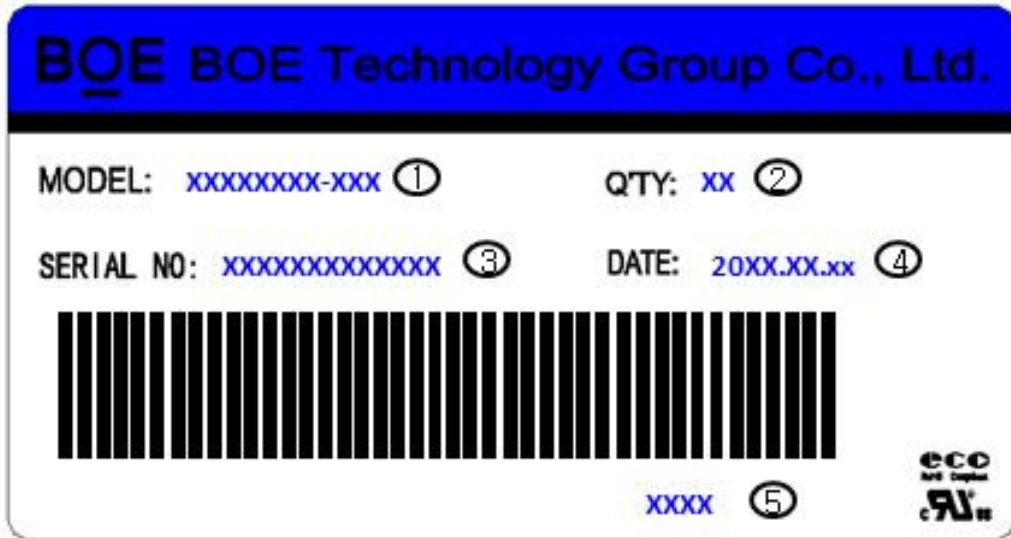 BOE BOE Technology Group Co., Ltd.
MODEL: XXXXXXXX-XXX ① Q'TY: XX ②
SERIAL NO: XXXXXXXXXXXXX ③ DATE: 20XX.XX.xx ④
XXXX ⑤
eco